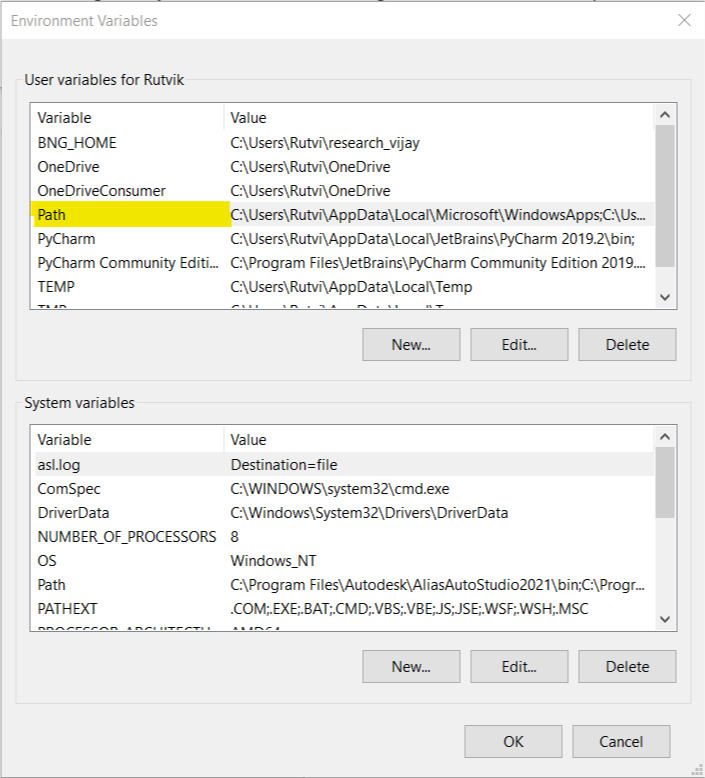 Environment Variables
User variables for Rutvik
Variable Value
BNG_HOME C:\Users\Rutvi\research_vijay
OneDrive C:\Users\Rutvi\OneDrive
OneDriveConsumer C:\Users\Rutvi\OneDrive
Path C:\Users\Rutvi\AppData\Local\Microsoft\WindowsApps;C:\Us...
PyCharm C:\Users\Rutvi\AppData\Local\JetBrains\PyCharm 2019.2\bin;
PyCharm Community Editi... C:\Program Files\JetBrains\PyCharm Community Edition 2019....
TEMP C:\Users\Rutvi\AppData\Local\Temp
New... Edit... Delete
System variables
Variable Value
asl.log Destination=file
ComSpec C:\WINDOWS\system32\cmd.exe
DriverData C:\Windows\System32\Drivers\DriverData
NUMBER_OF_PROCESSORS 8
OS Windows_NT
Path C:\Program Files\Autodesk\AliasAutoStudio2021\bin;C:\Progr...
PATHEXT .COM;.EXE;.BAT;.CMD;.VBS;.VBE;.JS;.JSE;.WSF;.WSH;.MSC
New... Edit... Delete
OK Cancel